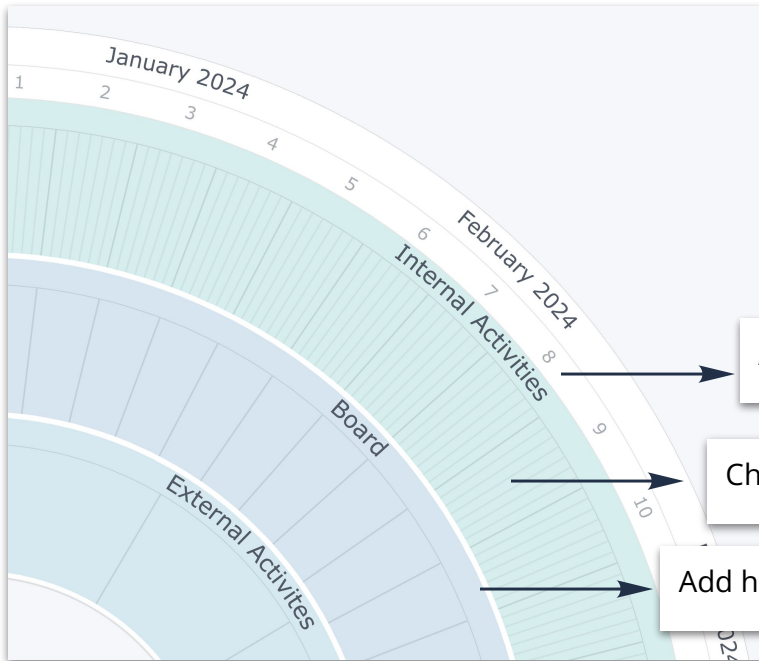 January 2024
1
2
3
4
5
6
7
8
9
10
February 2024
Internal Activities
Board
External Activites
Ch
Add h
024